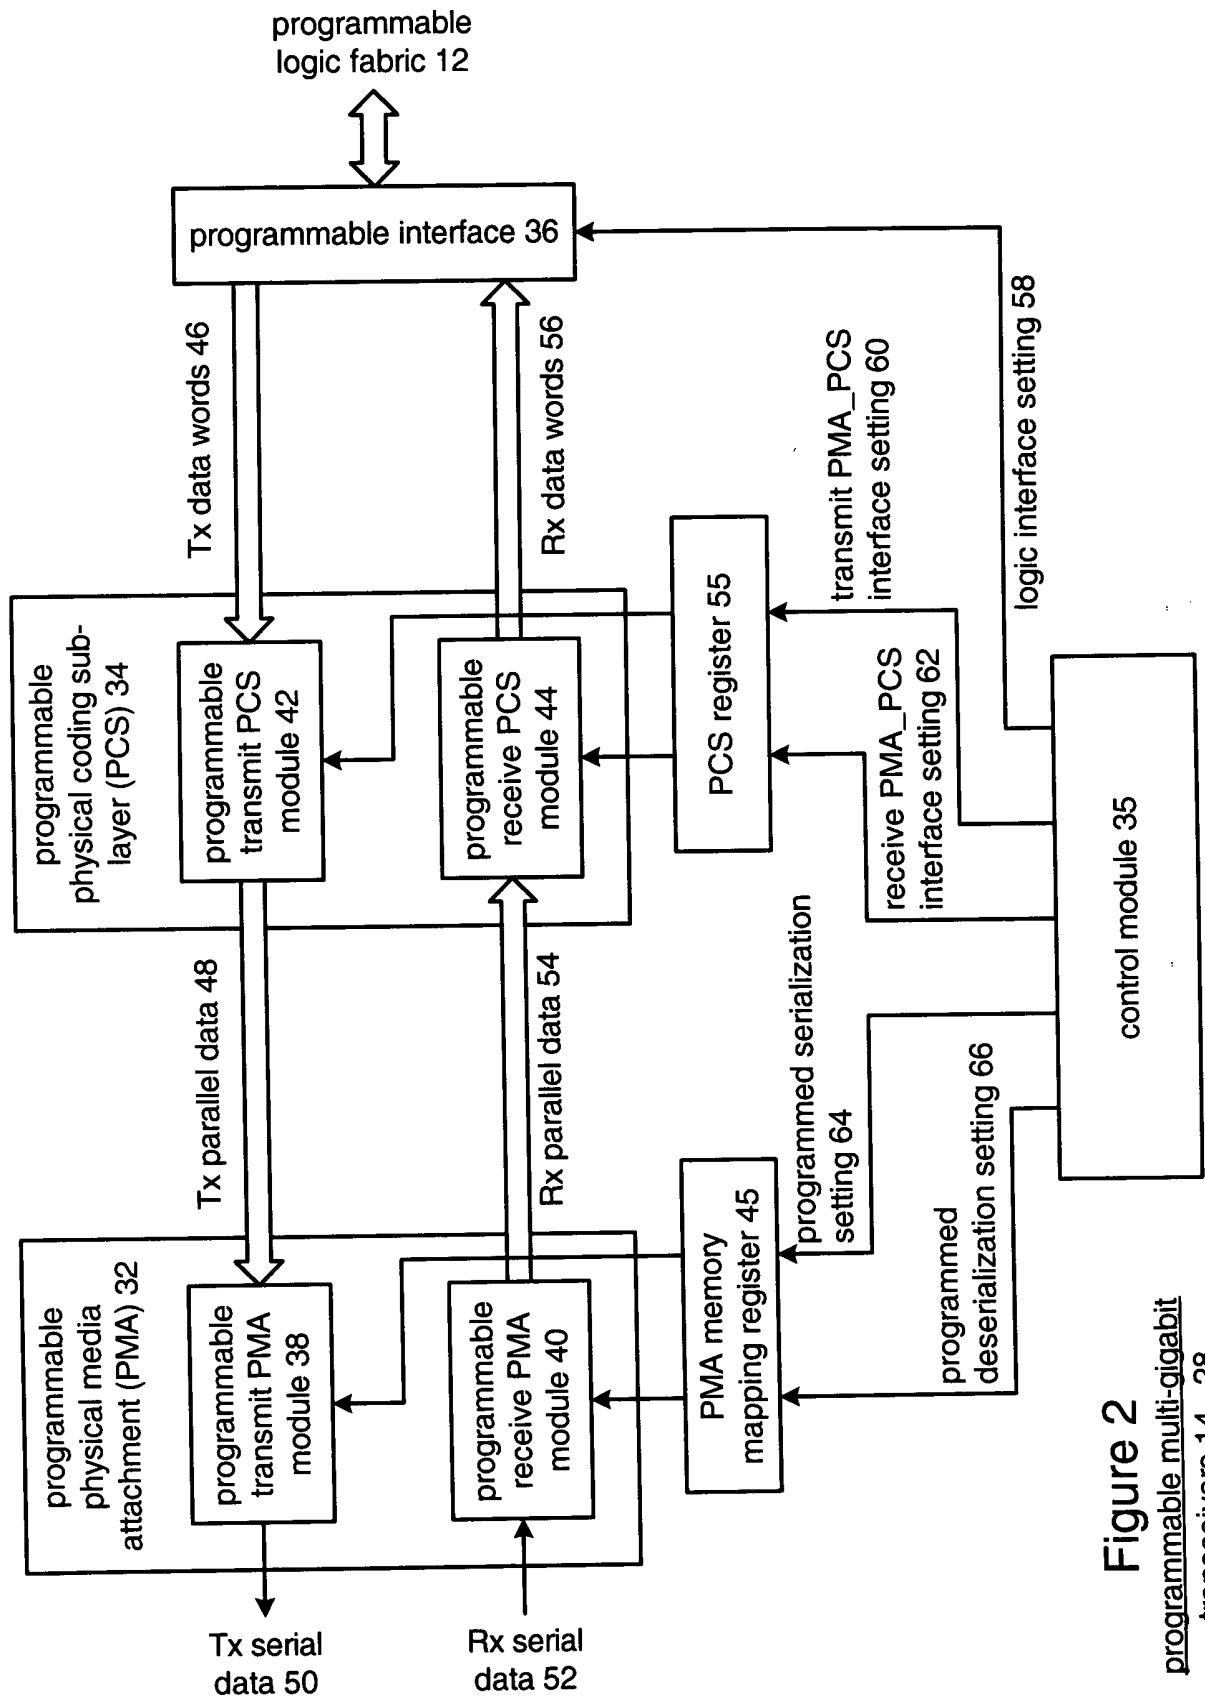 programmable
logic fabric 12
programmable interface 36
Tx data words 46
Rx data words 56
programmable
physical coding sub-
layer (PCS) 34
programmable
transmit PCS
module 42
programmable
receive PCS
module 44
PCS register 55
transmit PMA_PCS
interface setting 60
receive PMA_PCS
interface setting 62
logic interface setting 58
Tx parallel data 48
Rx parallel data 54
programmable
physical media
attachment (PMA) 32
programmable
transmit PMA
module 38
programmable
receive PMA
module 40
PMA memory
mapping register 45
programmed serialization
setting 64
programmed
deserialization setting 66
control module 35
Tx serial
data 50
Rx serial
data 52
Figure 2
programmable multi-gigabit